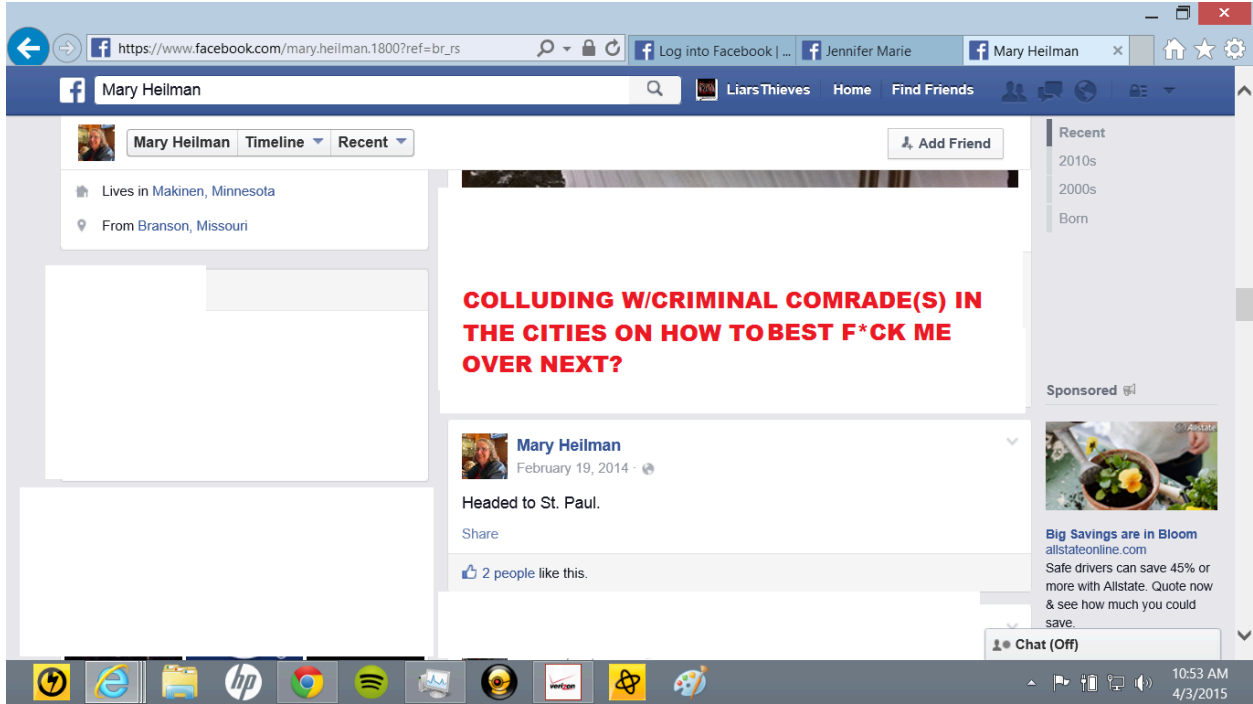 https://www.facebook.com/mary.heilman.1800?ref=br_rs
Log into Facebook | ...
Jennifer Marie
Mary Heilman
Mary Heilman
LiarsThieves
Home
Find Friends
Mary Heilman
Timeline
Recent
Add Friend
Recent
2010s
2000s
Born
Lives in Makinen, Minnesota
From Branson, Missouri
COLLUDING W/CRIMINAL COMRADE(S) IN
THE CITIES ON HOW TO BEST F*CK ME
OVER NEXT?
Mary Heilman
February 19, 2014
Headed to St. Paul.
Share
2 people like this.
Sponsored
Allstate
Big Savings are in Bloom
allstateonline.com
Safe drivers can save 45% or
more with Allstate. Quote now
& see how much you could
save.
Chat (Off)
hp
verizon
10:53 AM
4/3/2015